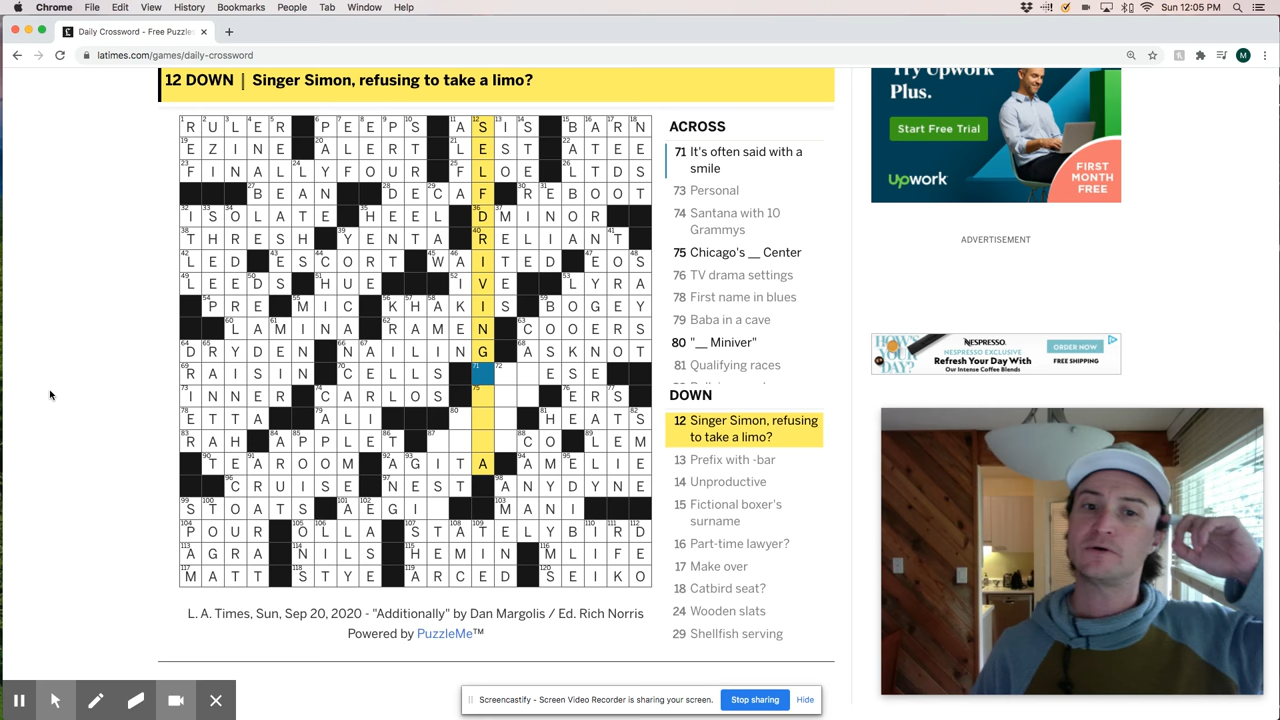 Chrome File Edit View History Bookmarks People Tab Window Help Sun 12:05 PM
Daily Crossword - Free Puzzle
latimes.com/games/daily-crossword
12 DOWN | Singer Simon, refusing to take a limo?
R U L E R P E E P S A S I S B A R N
E Z I N E A L E R T L E S T A T E E
F I N A L L Y F O U R F L O E L T D S
B E A N D E C A F R E B O O T
I S O L A T E H E E L D M I N O R
T H R E S H Y E N T A R E L I A N T
L E D E S C O R T W A I T E D E O S
L E E D S H U E I V E L Y R A
P R E M I C K H A K I S B O G E Y
L A M I N A R A M E N C O O E R S
D R Y D E N N A I L I N G A S K N O T
R A I S I N C E L L S E S E
I N N E R C A R L O S E R S
E T T A A L I H E A T S
R A H A P P L E T C O L E M
T E A R O O M A G I T A A M E L I E
C R U I S E N E S T A N Y D Y N E
S T O A T S A E G I M A N I
P O U R O L L A S T A T E L Y B I R D
A G R A N I L S H E M I N M L I F E
M A T T S T Y E A R C E D S E I K O
L. A. Times, Sun, Sep 20, 2020 - "Additionally" by Dan Margolis / Ed. Rich Norris
Powered by PuzzleMe™
ACROSS
71 It's often said with a
smile
73 Personal
74 Santana with 10
Grammys
75 Chicago's __ Center
76 TV drama settings
78 First name in blues
79 Baba in a cave
80 "__ Miniver"
81 Qualifying races
DOWN
12 Singer Simon, refusing
to take a limo?
13 Prefix with -bar
14 Unproductive
15 Fictional boxer's
surname
16 Part-time lawyer?
17 Make over
18 Catbird seat?
24 Wooden slats
29 Shellfish serving
Try Upwork
Plus.
Start Free Trial
Upwork
FIRST
MONTH
FREE
ADVERTISEMENT
NESPRESSO EXCLUSIVE
Refresh Your Day With
Our Intense Coffee Blends
NESPRESSO
ORDER NOW
FREE SHIPPING
Screencastify - Screen Video Recorder is sharing your screen. Stop sharing Hide